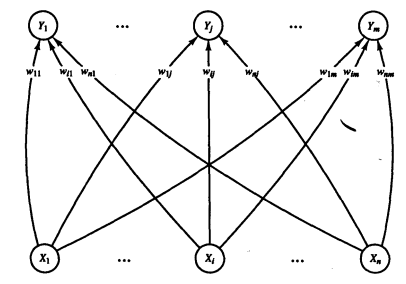 Y1 ... Yj ... Ym
w11 wi1 wn1 w1j wij wnj w1m wim wnm
X1 ... Xi ... Xn